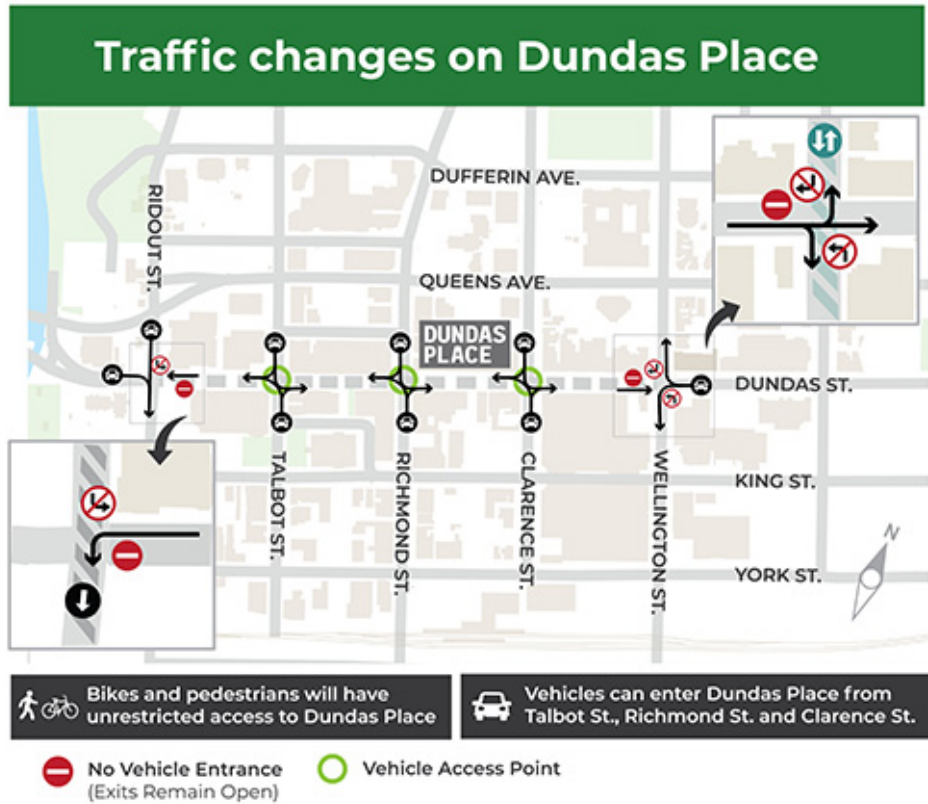 Traffic changes on Dundas Place
DUFFERIN AVE.
RIDOUT ST.
QUEENS AVE.
DUNDAS
PLACE
DUNDAS ST.
TALBOT ST.
RICHMOND ST.
CLARENCE ST.
WELLINGTON ST.
KING ST.
N
YORK ST.
Bikes and pedestrians will have
unrestricted access to Dundas Place
Vehicles can enter Dundas Place from
Talbot St., Richmond St. and Clarence St.
No Vehicle Entrance
(Exits Remain Open)
Vehicle Access Point